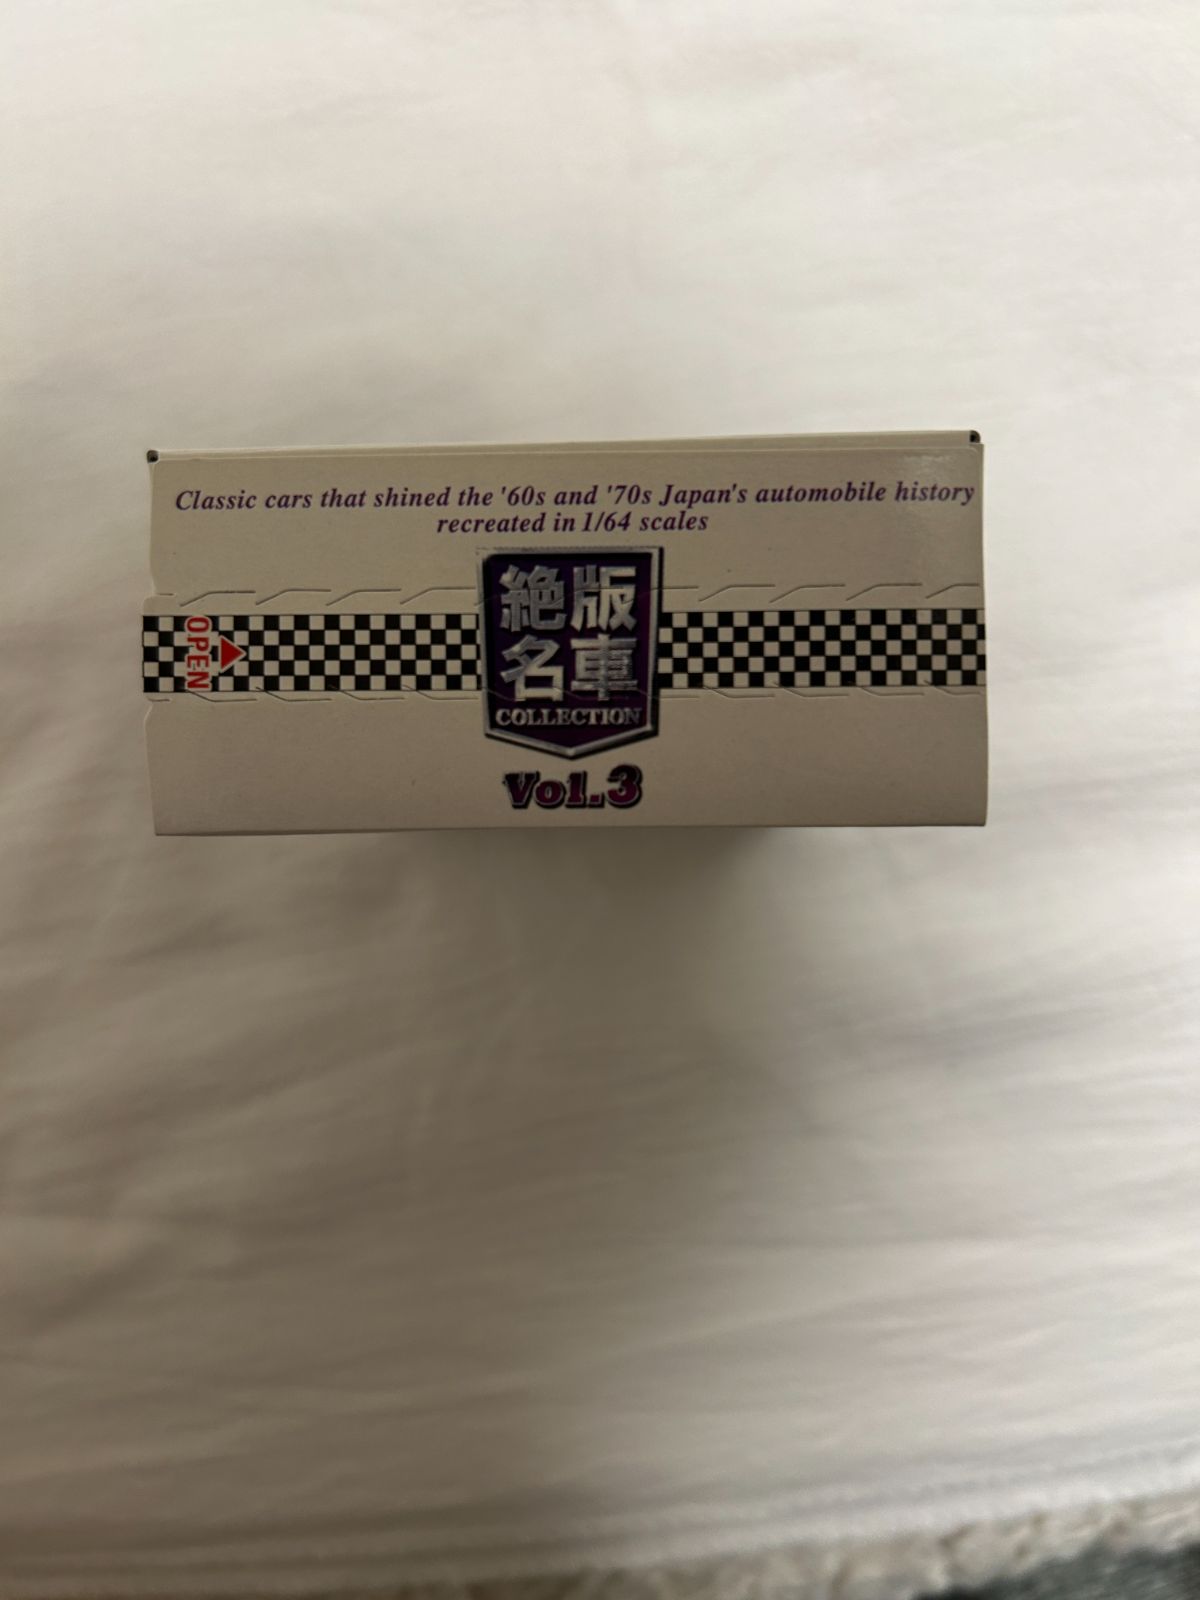 Classic cars that shined the '60s and '70s Japan's automobile history
recreated in 1/64 scales
OPEN
絶版
名車
COLLECTION
Vol.3